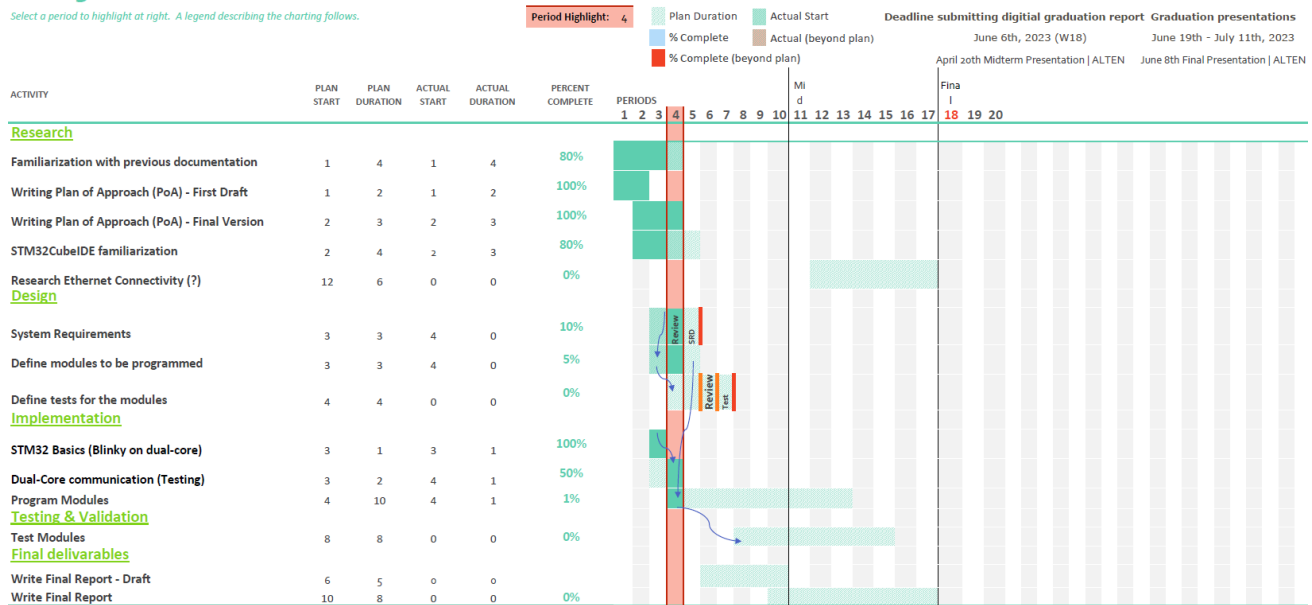 Select a period to highlight at right. A legend describing the charting follows.
Period Highlight: 4
Plan Duration
Actual Start
% Complete
Actual (beyond plan)
% Complete (beyond plan)
Deadline submitting digitial graduation report Graduation presentations
June 6th, 2023 (W18) June 19th - July 11th, 2023
April 20th Midterm Presentation | ALTEN June 8th Final Presentation | ALTEN
ACTIVITY
PLAN START
PLAN DURATION
ACTUAL START
ACTUAL DURATION
PERCENT COMPLETE
PERIODS
Mi
d
Fina
l
1 2 3 4 5 6 7 8 9 10 11 12 13 14 15 16 17 18 19 20
Research
Familiarization with previous documentation 1 4 1 4 80%
Writing Plan of Approach (PoA) - First Draft 1 2 1 2 100%
Writing Plan of Approach (PoA) - Final Version 2 3 2 3 100%
STM32CubeIDE familiarization 2 4 2 3 80%
Research Ethernet Connectivity (?) 12 6 0 0 0%
Design
System Requirements 3 3 4 0 10% Review SRD
Define modules to be programmed 3 3 4 0 5%
Define tests for the modules 4 4 0 0 0% Review Test
Implementation
STM32 Basics (Blinky on dual-core) 3 1 3 1 100%
Dual-Core communication (Testing) 3 2 4 1 50%
Program Modules 4 10 4 1 1%
Testing & Validation
Test Modules 8 8 0 0 0%
Final delivarables
Write Final Report - Draft 6 5 0 0
Write Final Report 10 8 0 0 0%